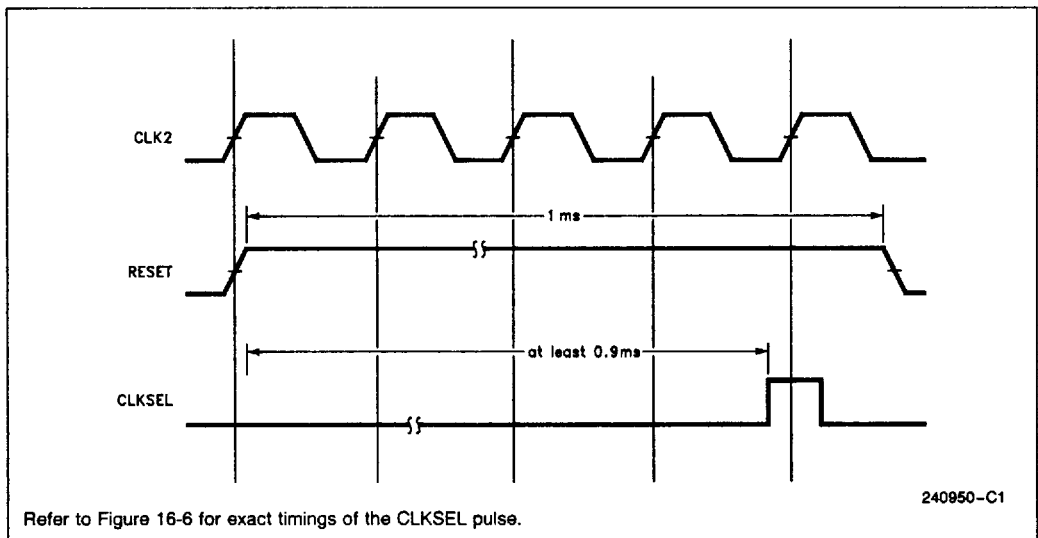 CLK2
1 ms
RESET
at least 0.9ms
CLKSEL
240950-C1
Refer to Figure 16-6 for exact timings of the CLKSEL pulse.